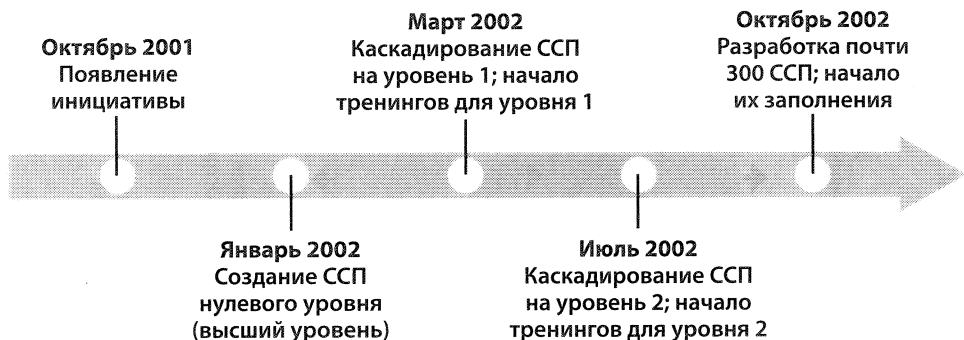 Октябрь 2001
Появление
инициативы
Январь 2002
Создание ССП
нулевого уровня
(высший уровень)
Март 2002
Каскадирование ССП
на уровень 1; начало
тренингов для уровня 1
Июль 2002
Каскадирование ССП
на уровень 2; начало
тренингов для уровня 2
Октябрь 2002
Разработка почти
300 ССП; начало
их заполнения